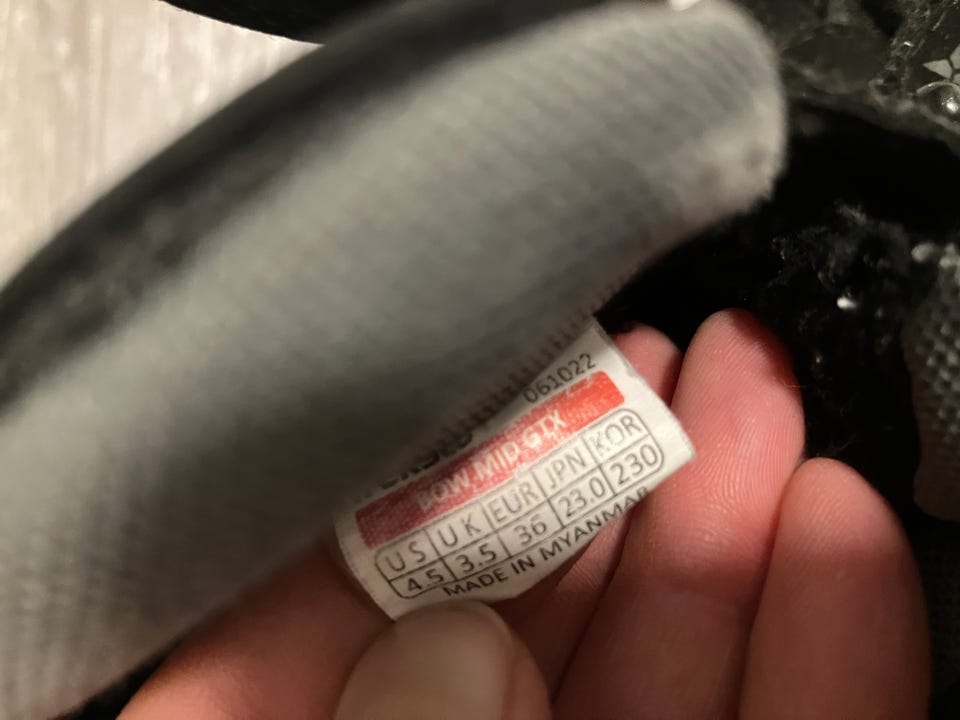 061022
BOW MID GTX
US UK EUR JPN KOR
4.5 3.5 36 23.0 230
MADE IN MYANMAR